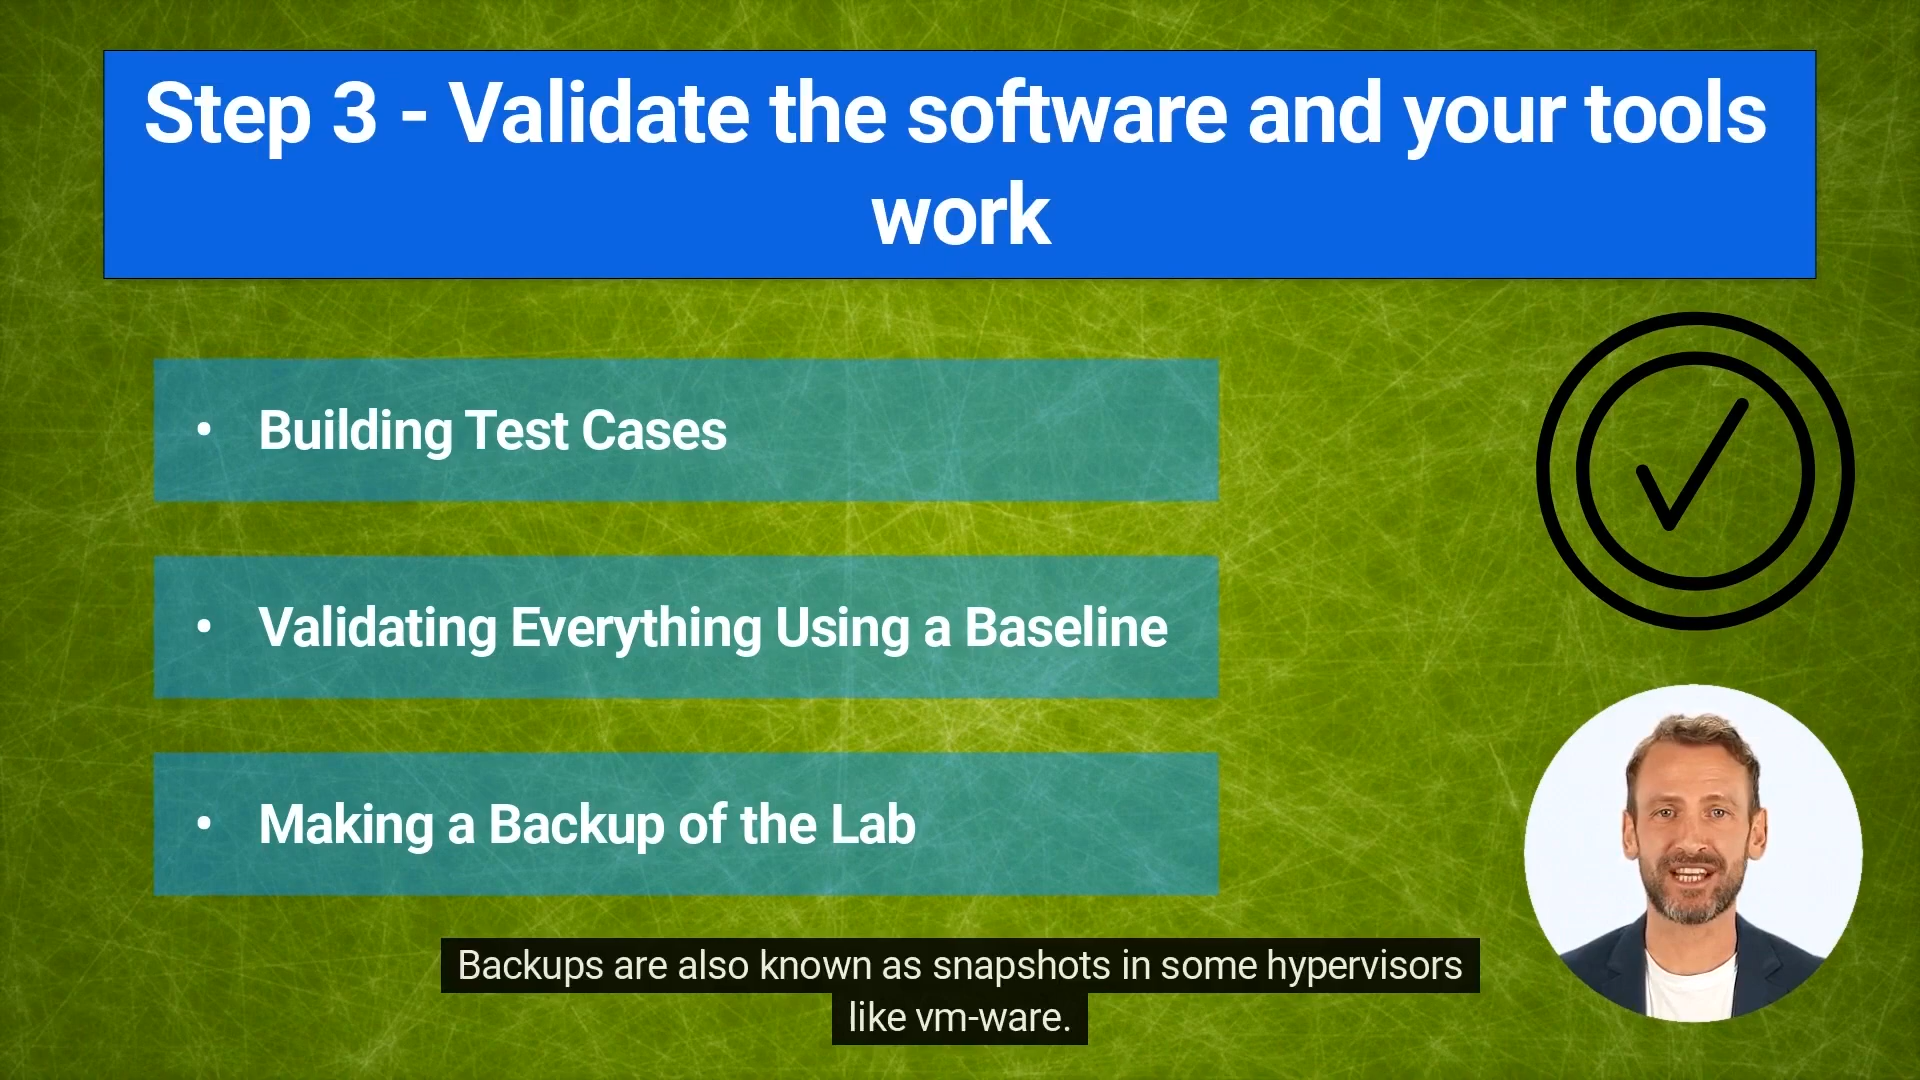 Step 3 - Validate the software and your tools
work
• Building Test Cases
• Validating Everything Using a Baseline
• Making a Backup of the Lab
Backups are also known as snapshots in some hypervisors
like vm-ware.